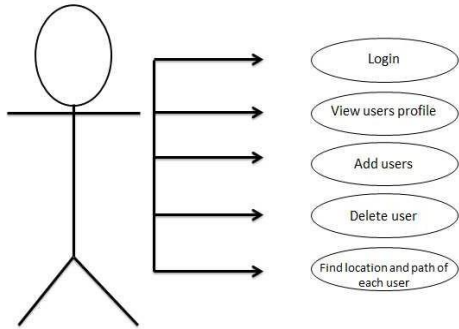 Login
View users profile
Add users
Delete user
Find location and path of
each user